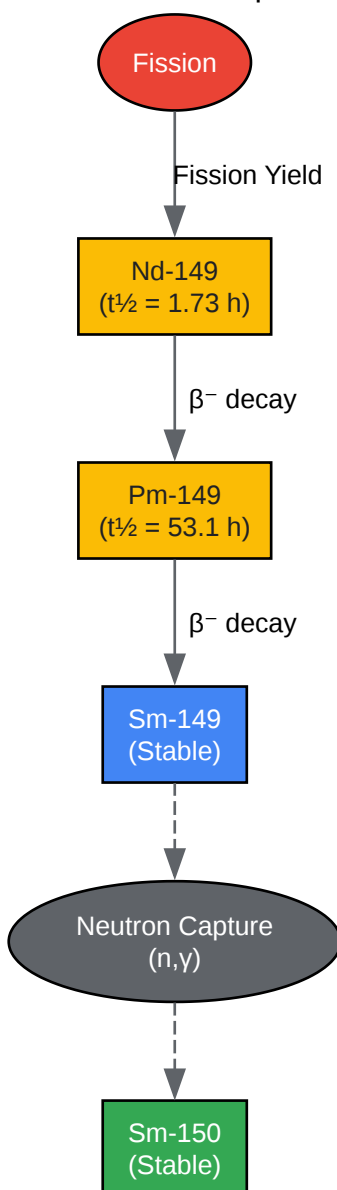 Fission
Fission Yield
Nd-149
(t½ = 1.73 h)
β⁻ decay
Pm-149
(t½ = 53.1 h)
β⁻ decay
Sm-149
(Stable)
Neutron Capture
(n,γ)
Sm-150
(Stable)